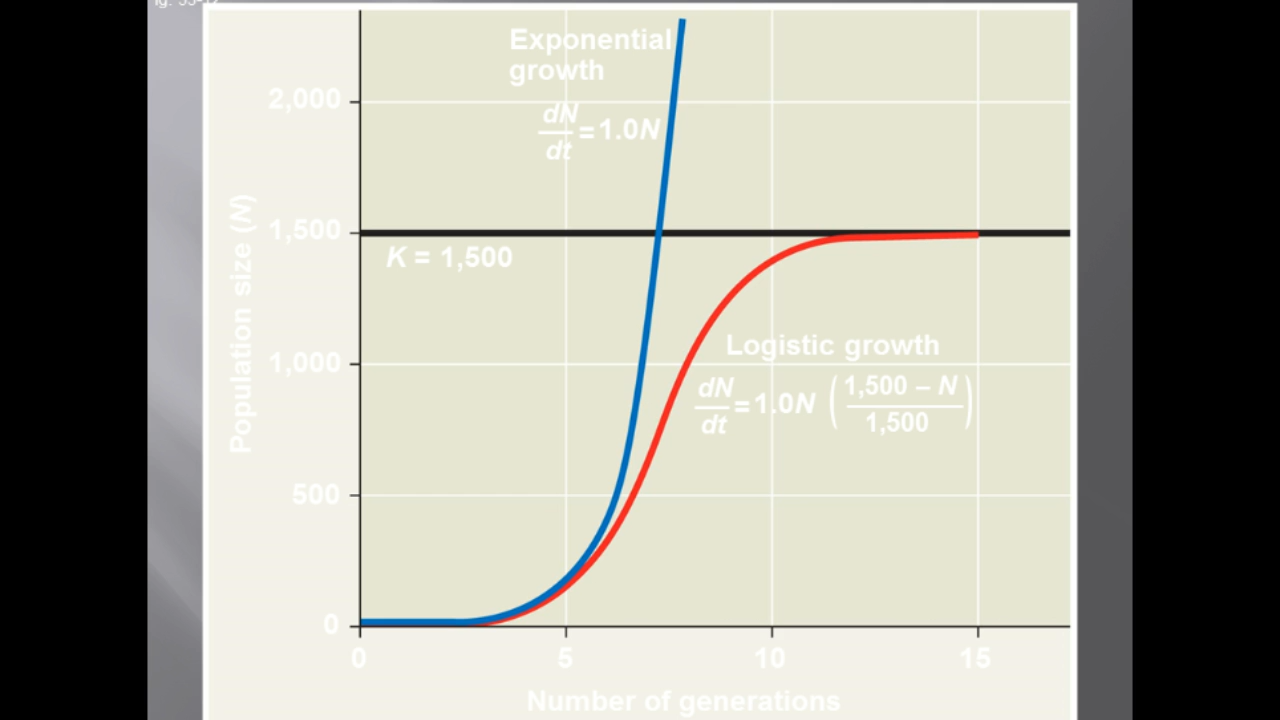 Exponential
growth
dN
dt
= 1.0N
2,000
1,500
K = 1,500
1,000
500
0
Population size (N)
Logistic growth
dN
dt
= 1.0N
(1,500 – N)
1,500
0 5 10 15
Number of generations